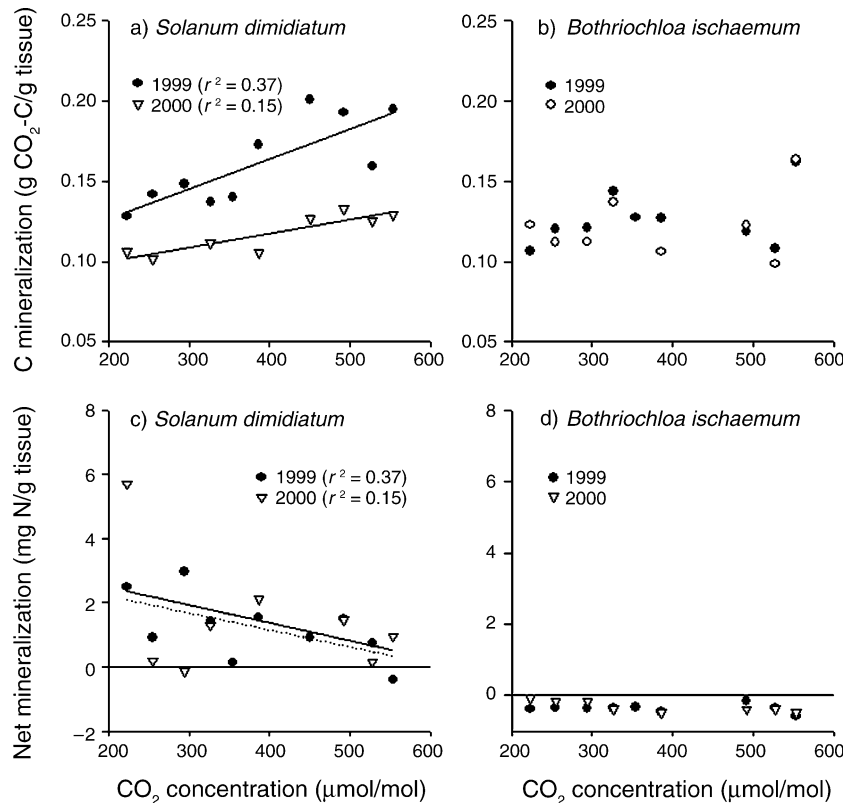 C mineralization (g CO₂-C/g tissue)
a) Solanum dimidiatum
1999 (r² = 0.37)
2000 (r² = 0.15)
0.25
0.20
0.15
0.10
0.05
200 300 400 500 600
b) Bothriochloa ischaemum
1999
2000
0.25
0.20
0.15
0.10
0.05
200 300 400 500 600
Net mineralization (mg N/g tissue)
c) Solanum dimidiatum
1999 (r² = 0.37)
2000 (r² = 0.15)
8
6
4
2
0
−2
200 300 400 500 600
CO₂ concentration (μmol/mol)
d) Bothriochloa ischaemum
1999
2000
8
6
4
2
0
200 300 400 500 600
CO₂ concentration (μmol/mol)